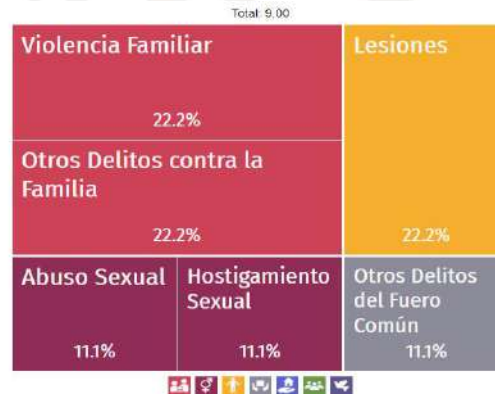 Total: 9.00
Violencia Familiar
22.2%
Otros Delitos contra la
Familia
22.2%
Lesiones
22.2%
Abuso Sexual
11.1%
Hostigamiento
Sexual
11.1%
Otros Delitos
del Fuero
Común
11.1%